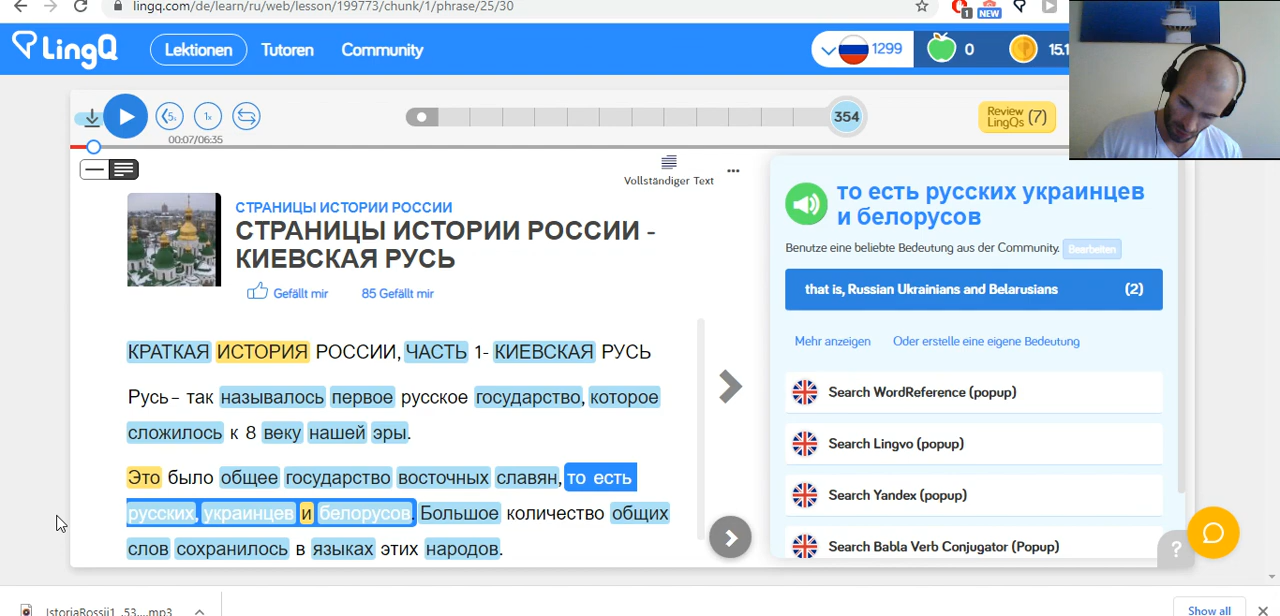 lingq.com/de/learn/ru/web/lesson/199773/chunk/1/phrase/25/30
1
NEW
LingQ
Lektionen
Tutoren
Community
1299
0
15.1
5s
1x
00:07/06:35
354
Review
LingQs (7)
Vollständiger Text
СТРАНИЦЫ ИСТОРИИ РОССИИ
СТРАНИЦЫ ИСТОРИИ РОССИИ -
КИЕВСКАЯ РУСЬ
Gefällt mir
85 Gefällt mir
КРАТКАЯ ИСТОРИЯ РОССИИ, ЧАСТЬ 1- КИЕВСКАЯ РУСЬ
Русь– так называлось первое русское государство, которое
сложилось к 8 веку нашей эры.
Это было общее государство восточных славян, то есть
русских, украинцев и белорусов. Большое количество общих
слов сохранилось в языках этих народов.
то есть русских украинцев
и белорусов
Benutze eine beliebte Bedeutung aus der Community.
Bearbeiten
that is, Russian Ukrainians and Belarusians (2)
Mehr anzeigen
Oder erstelle eine eigene Bedeutung
Search WordReference (popup)
Search Lingvo (popup)
Search Yandex (popup)
Search Babla Verb Conjugator (Popup)
?
IstorjaRossii1_.53....mp3
Show all